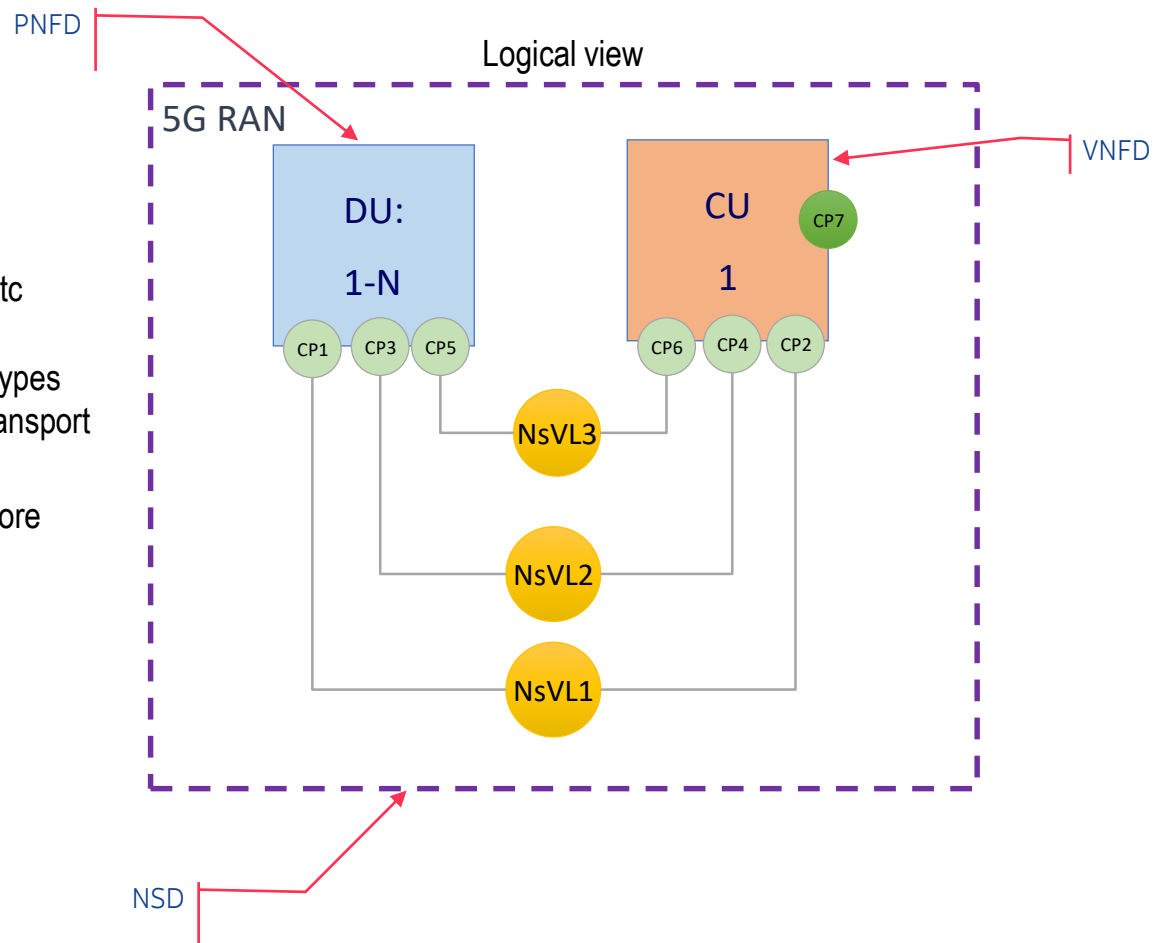 PNFD
Logical view
5G RAN
VNFD
DU:
1-N
CU
1
CP7
tc
ypes
ansport
ore
CP1
CP3
CP5
CP6
CP4
CP2
NsVL3
NsVL2
NsVL1
NSD